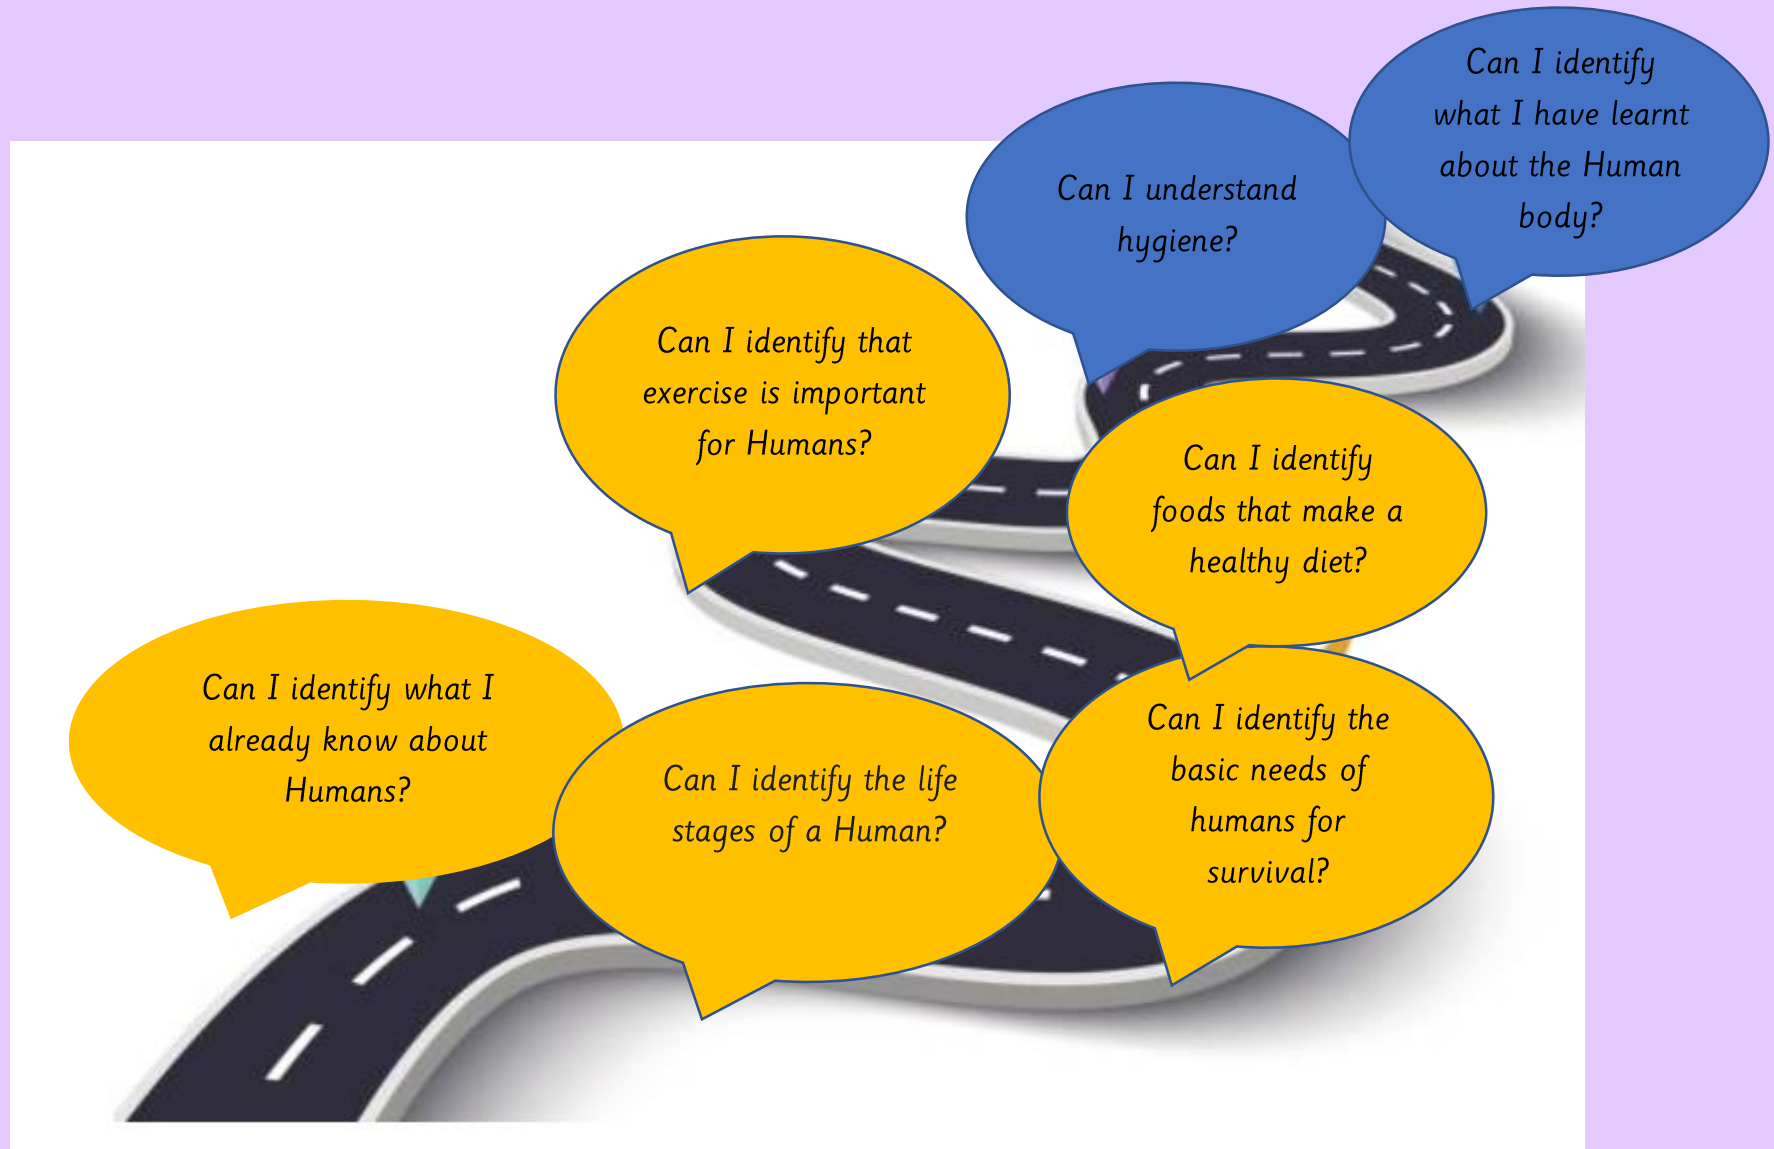 Can I identify
what I have learnt
about the Human
body?
Can I understand
hygiene?
Can I identify that
exercise is important
for Humans?
Can I identify
foods that make a
healthy diet?
Can I identify what I
already know about
Humans?
Can I identify the life
stages of a Human?
Can I identify the
basic needs of
humans for
survival?